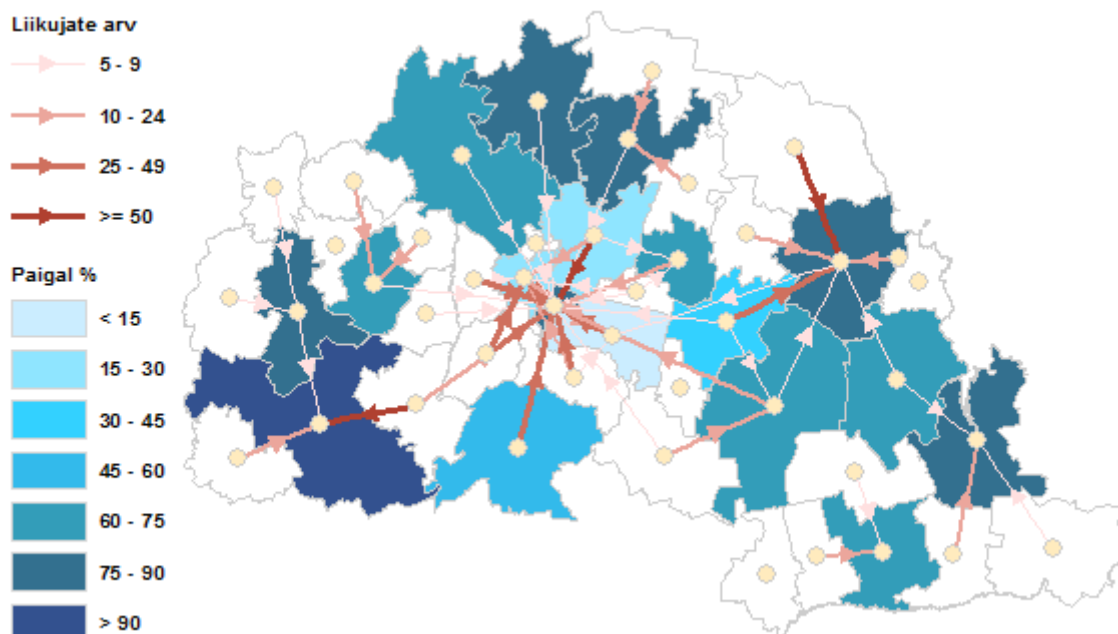 Liikujate arv
5 - 9
10 - 24
25 - 49
>= 50
Paigal %
< 15
15 - 30
30 - 45
45 - 60
60 - 75
75 - 90
> 90